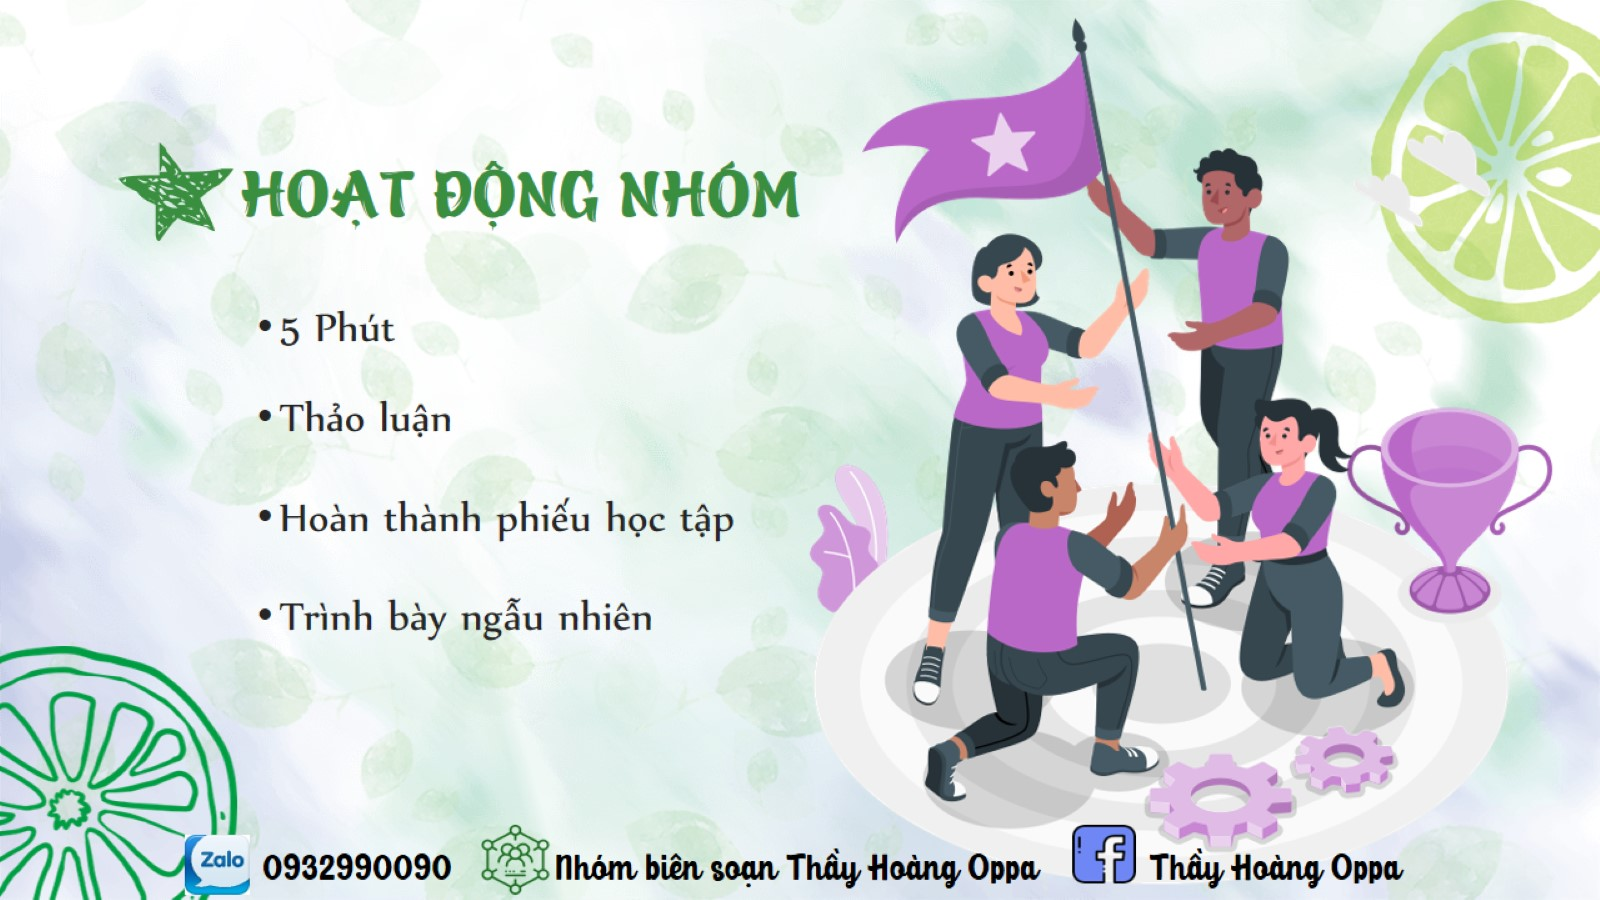 HOẠT ĐỘNG NHÓM
• 5 Phút
• Thảo luận
• Hoàn thành phiếu học tập
• Trình bày ngẫu nhiên
Zalo 0932990090 Nhóm biên soạn Thầy Hoàng Oppa f Thầy Hoàng Oppa